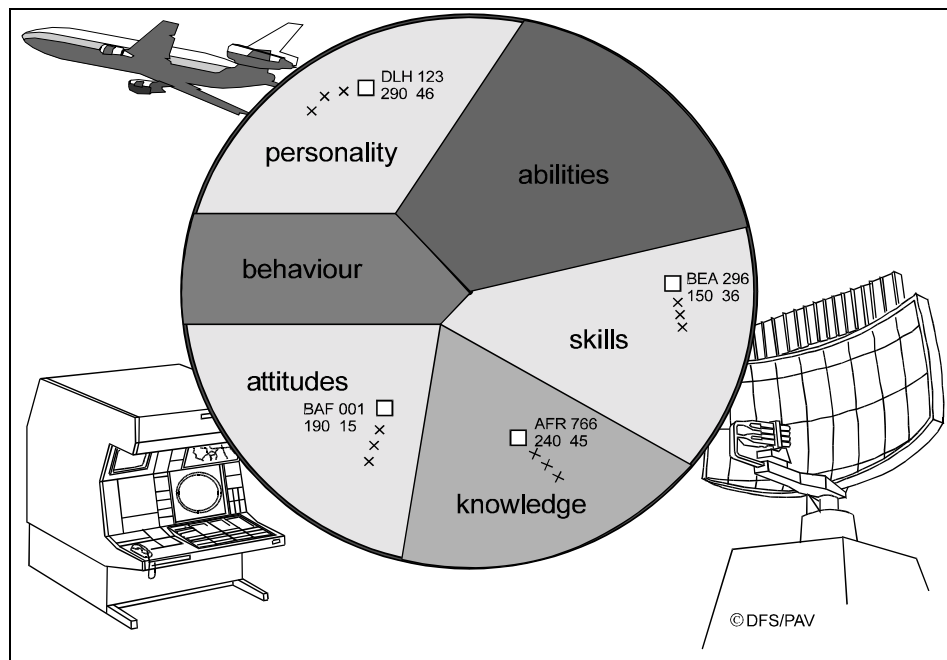 DLH 123
290 46
personality
abilities
behaviour
BEA 296
150 36
skills
attitudes
BAF 001
190 15
AFR 766
240 45
knowledge
©DFS/PAV